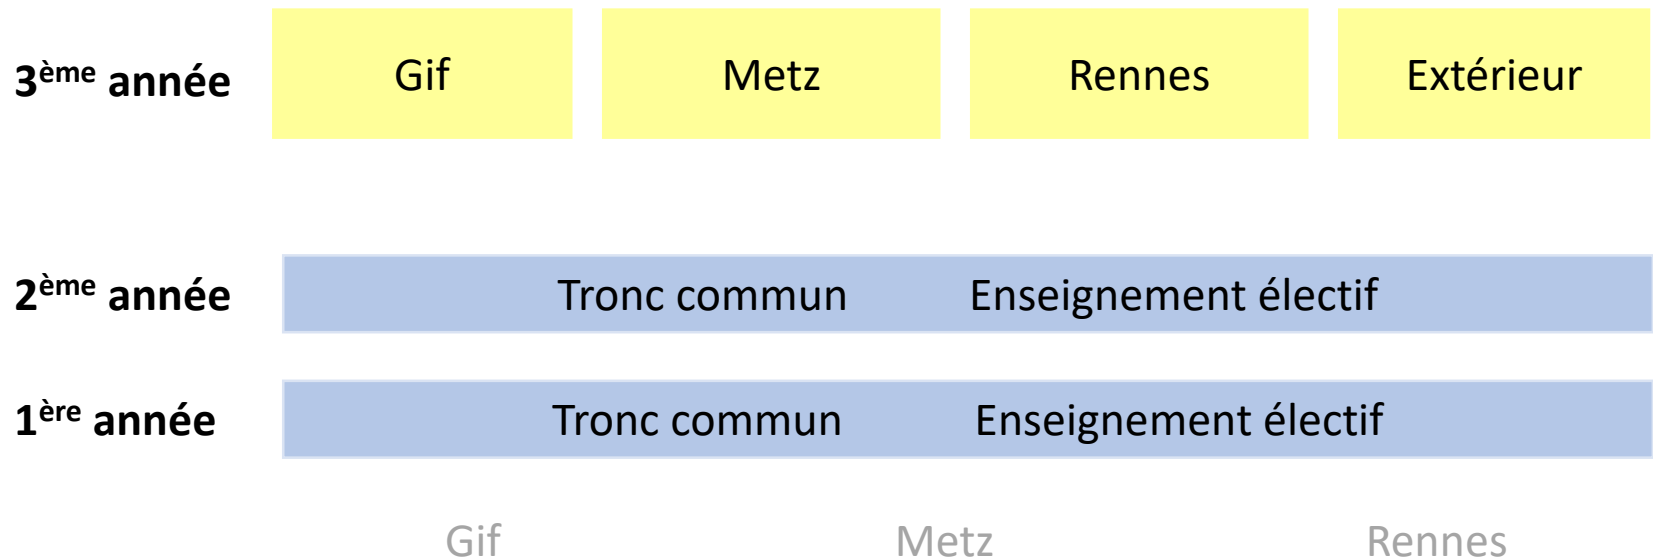 3ème année Gif Metz Rennes Extérieur
2ème année Tronc commun Enseignement électif
1ère année Tronc commun Enseignement électif
Gif Metz Rennes